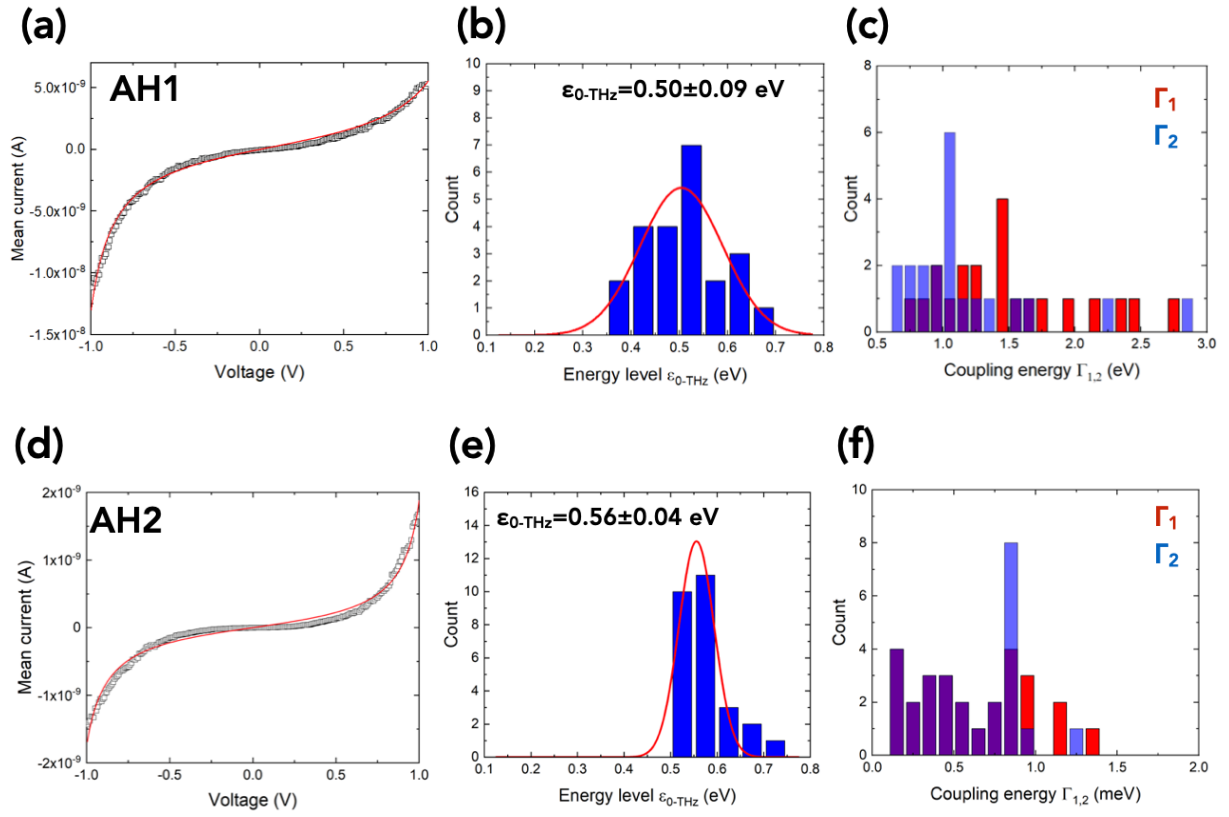 (a)
AH1
5.0x10⁻⁹
0.0
-5.0x10⁻⁹
-1.0x10⁻⁸
-1.5x10⁻⁸
Mean current (A)
-1.0 -0.5 0.0 0.5 1.0
Voltage (V)
(b)
ε0-THz=0.50±0.09 eV
10
9
8
7
6
5
4
3
2
1
0
Count
0.1 0.2 0.3 0.4 0.5 0.6 0.7 0.8
Energy level ε0-THz (eV)
(c)
Γ1
Γ2
8
6
4
2
0
Count
0.5 1.0 1.5 2.0 2.5 3.0
Coupling energy Γ1,2 (eV)
(d)
AH2
2x10⁻⁹
1x10⁻⁹
0
-1x10⁻⁹
-2x10⁻⁹
Mean current (A)
-1.0 -0.5 0.0 0.5 1.0
Voltage (V)
(e)
ε0-THz=0.56±0.04 eV
16
14
12
10
8
6
4
2
0
Count
0.1 0.2 0.3 0.4 0.5 0.6 0.7 0.8
Energy level ε0-THz (eV)
(f)
Γ1
Γ2
10
8
6
4
2
0
Count
0.0 0.5 1.0 1.5 2.0
Coupling energy Γ1,2 (meV)